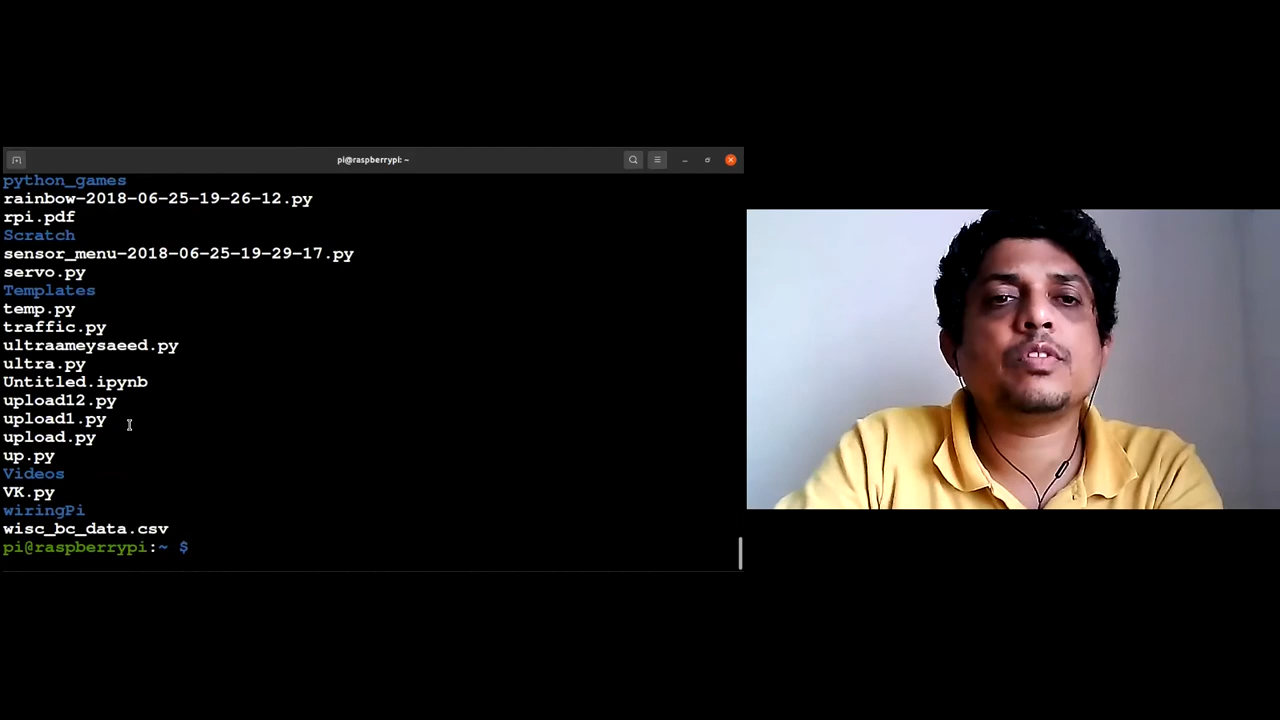 pi@raspberrypi: ~
python_games
rainbow-2018-06-25-19-26-12.py
rpi.pdf
Scratch
sensor_menu-2018-06-25-19-29-17.py
servo.py
Templates
temp.py
traffic.py
ultraameysaeed.py
ultra.py
Untitled.ipynb
upload12.py
upload1.py
upload.py
up.py
Videos
VK.py
wiringPi
wisc_bc_data.csv
pi@raspberrypi:~ $